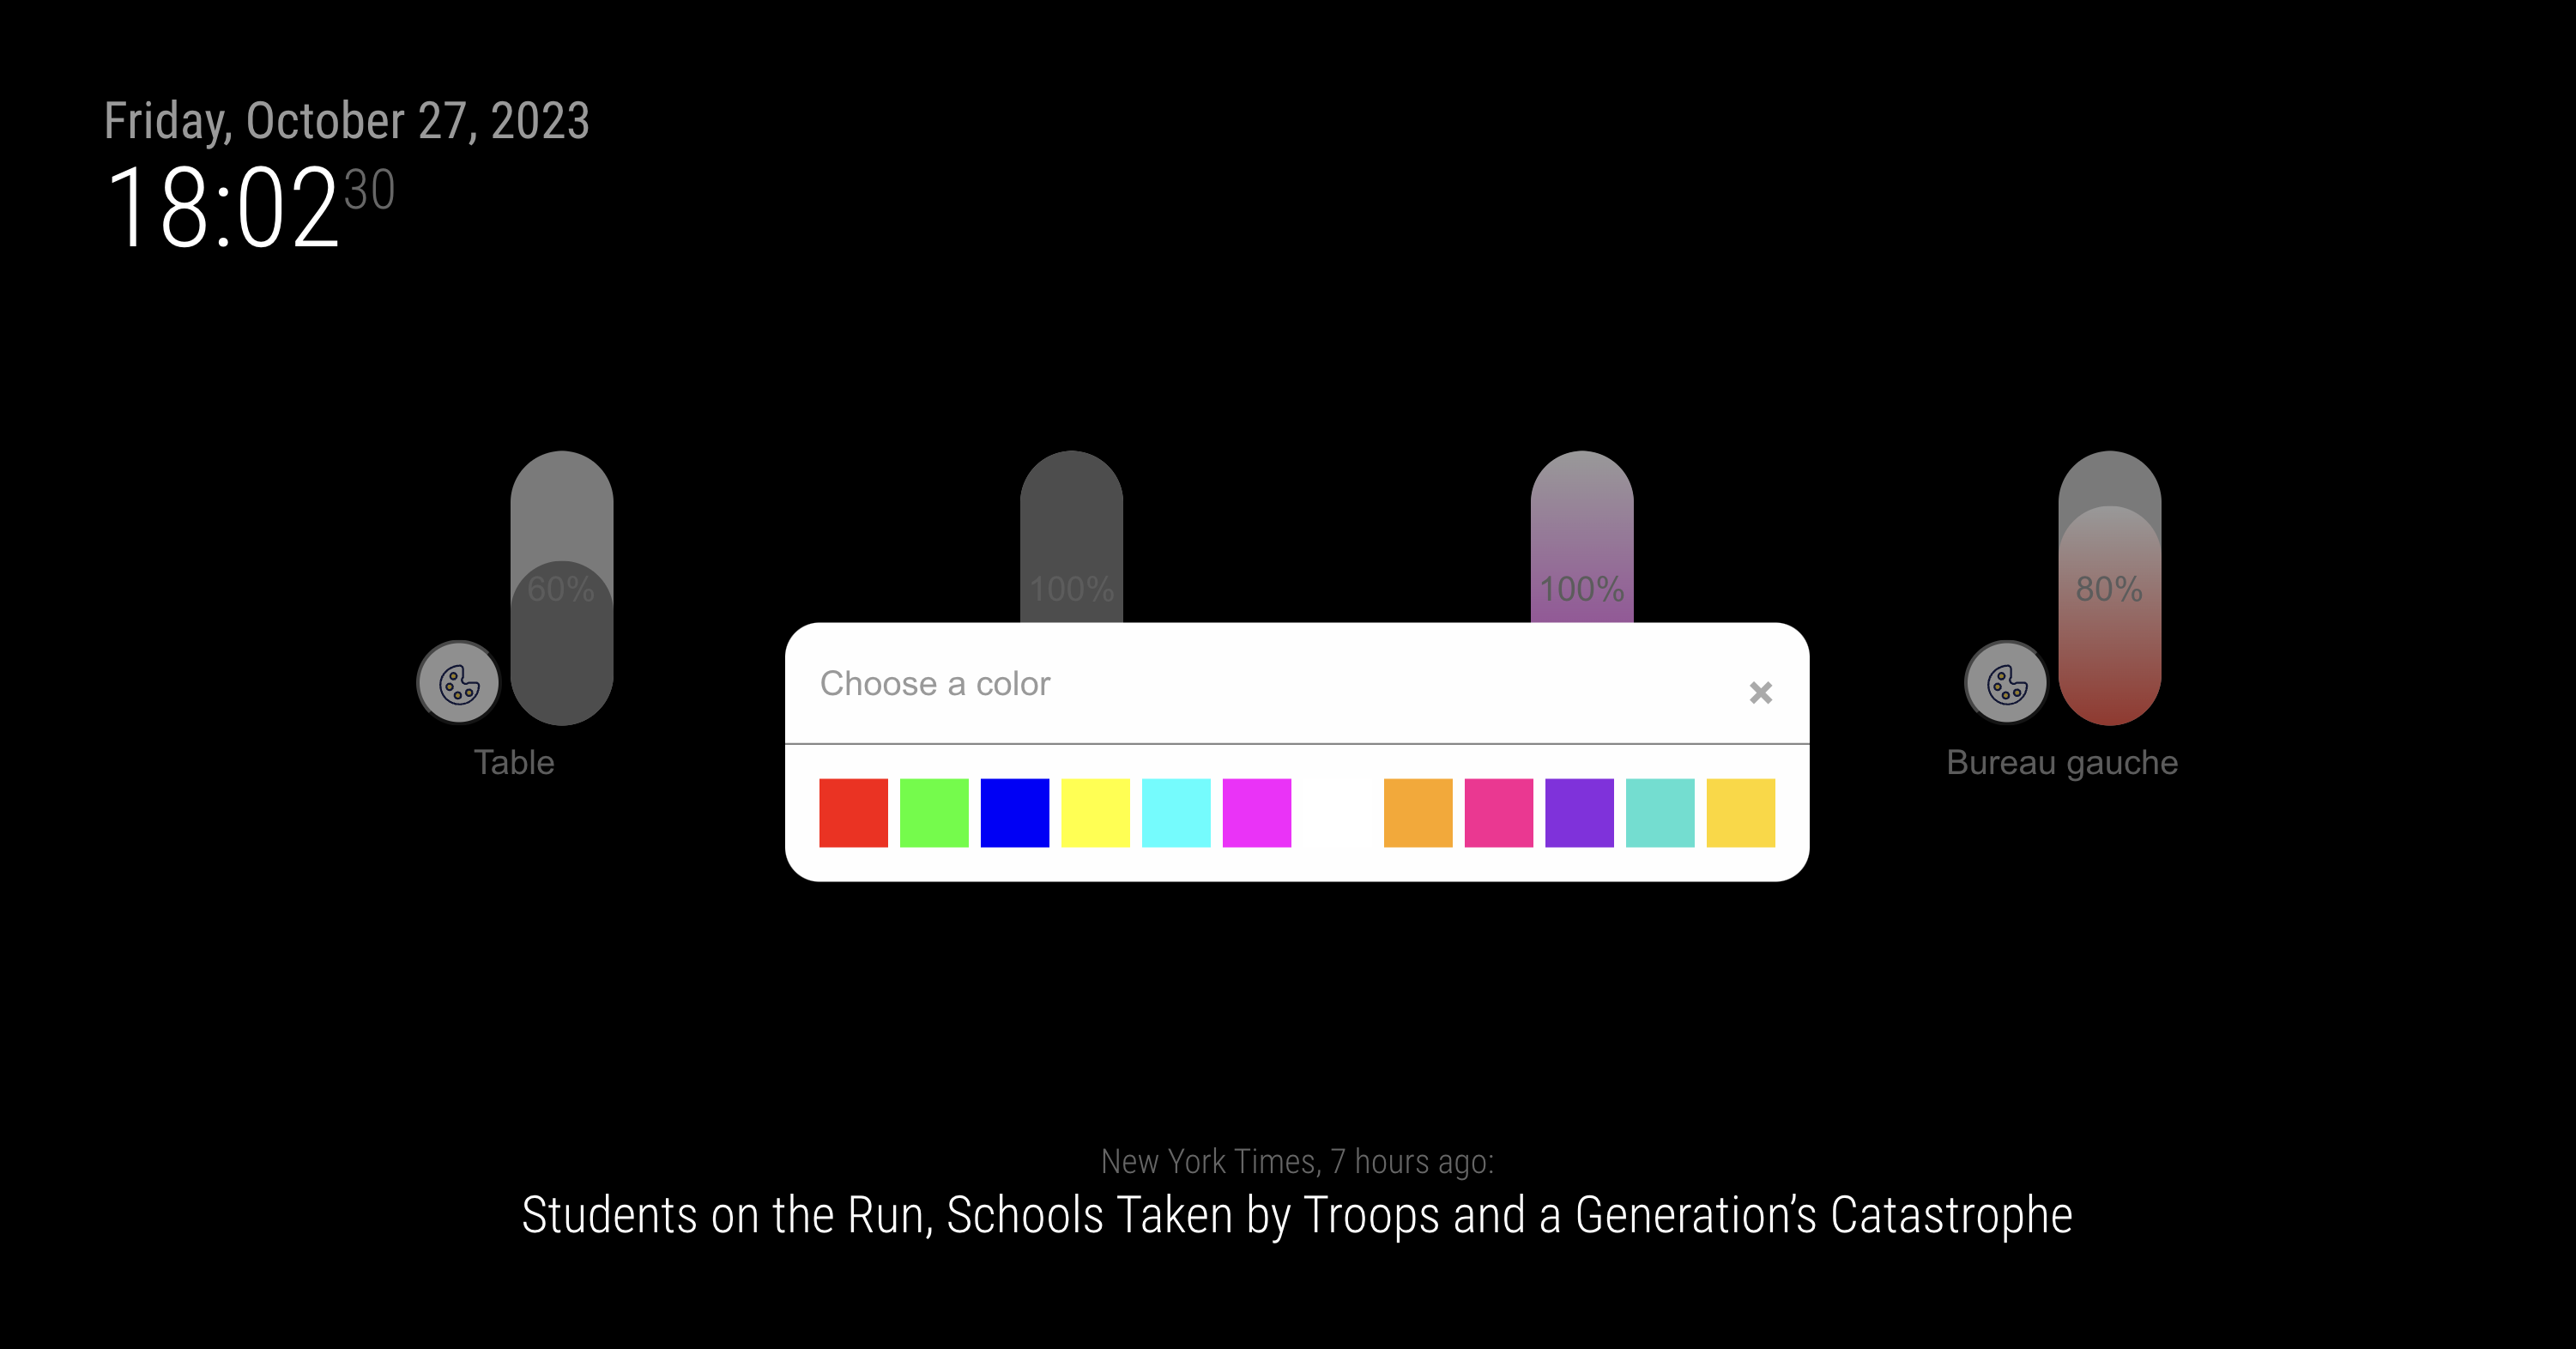 Friday, October 27, 2023
18:02 30
60%
100%
100%
80%
Choose a color
×
Table
Bureau gauche
New York Times, 7 hours ago:
Students on the Run, Schools Taken by Troops and a Generation’s Catastrophe